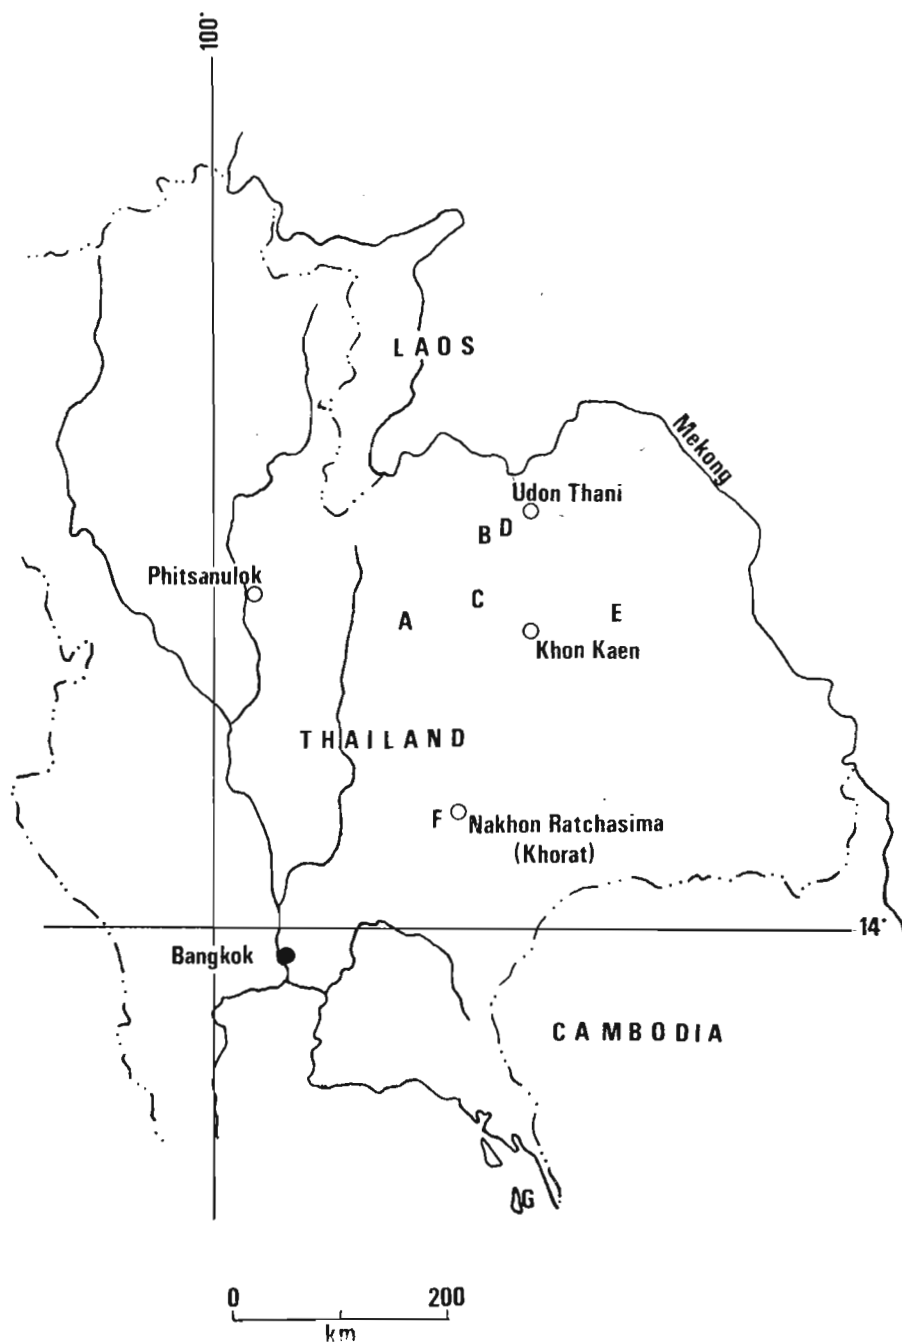 100°
LAOS
Mekong
Udon Thani
B D
Phitsanulok
C
A
E
Khon Kaen
THAILAND
F
Nakhon Ratchasima
(Khorat)
14°
Bangkok
CAMBODIA
G
0 200
km